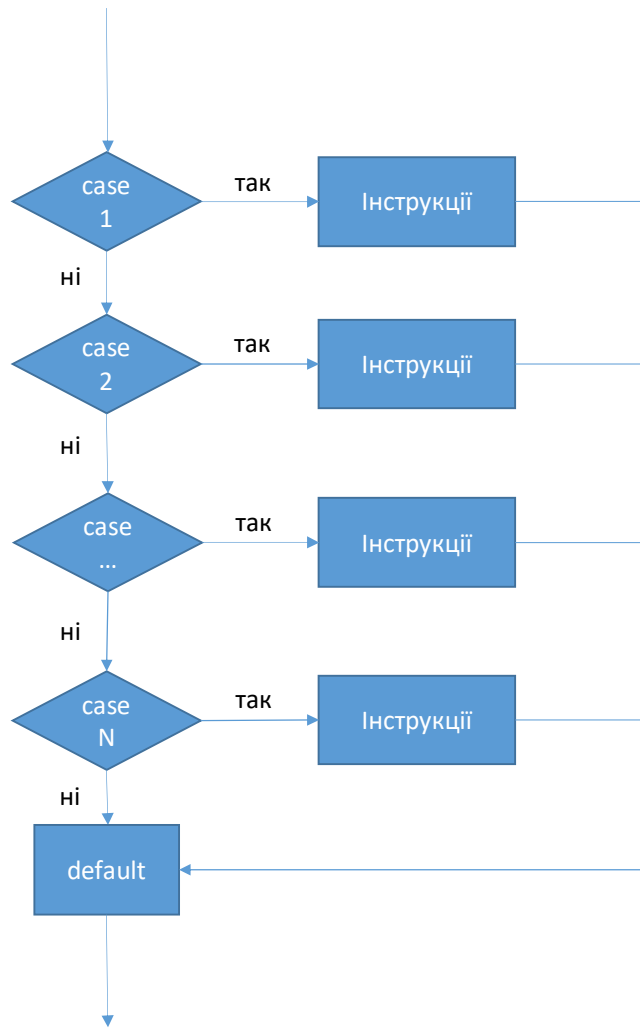 case
1
так
Інструкції
ні
case
2
так
Інструкції
ні
case
...
так
Інструкції
ні
case
N
так
Інструкції
ні
default